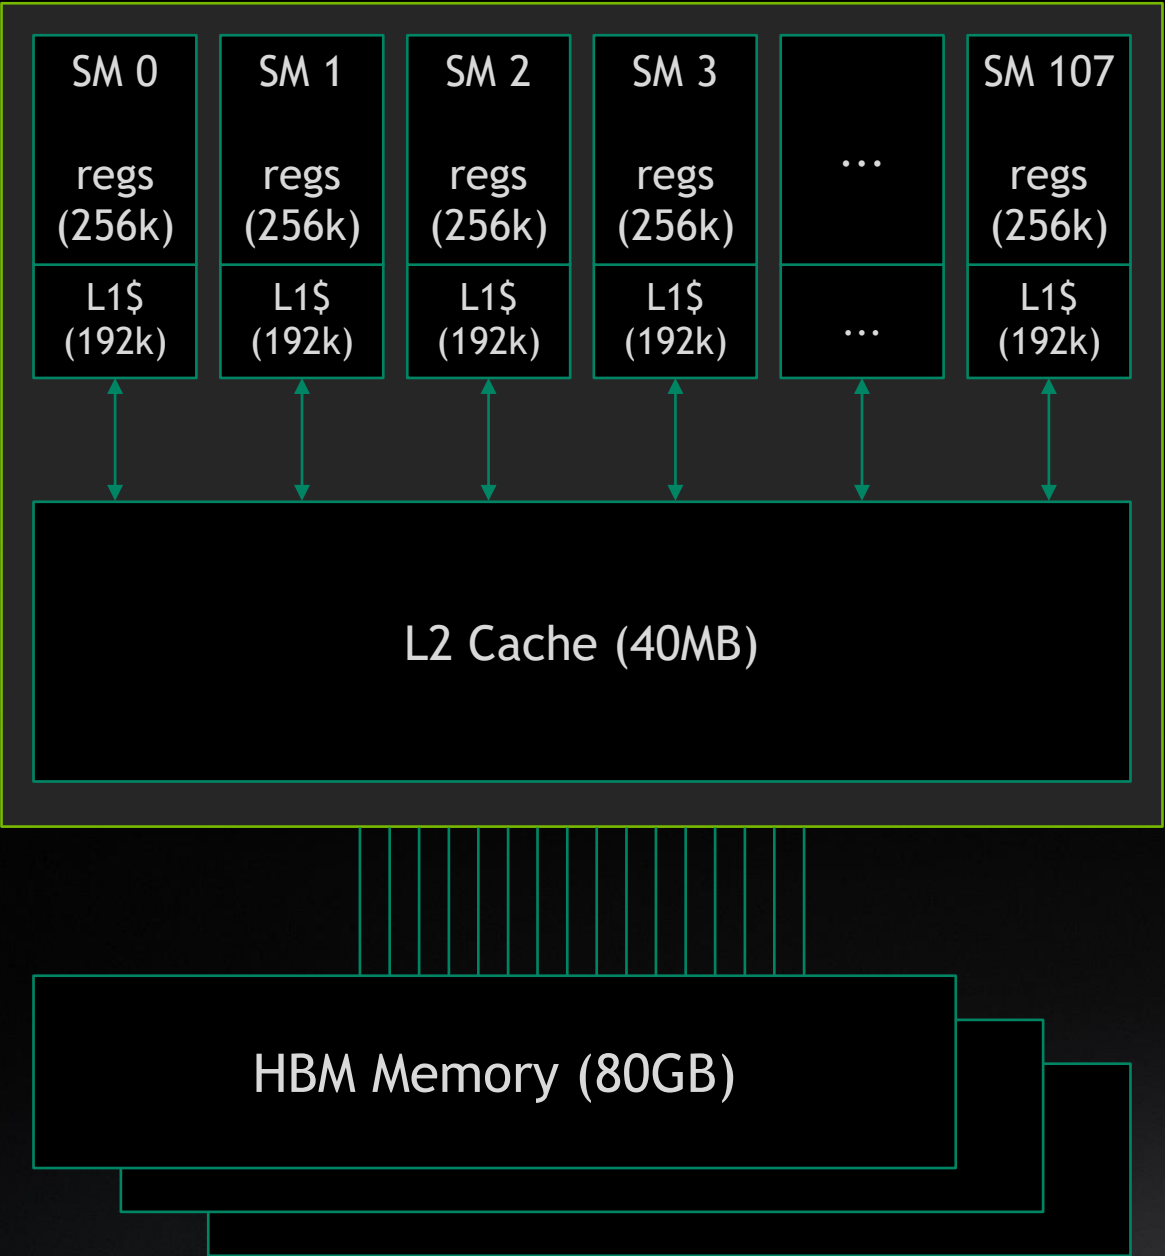 SM 0
regs
(256k)
L1$
(192k)
SM 1
regs
(256k)
L1$
(192k)
SM 2
regs
(256k)
L1$
(192k)
SM 3
regs
(256k)
L1$
(192k)
...
...
SM 107
regs
(256k)
L1$
(192k)
L2 Cache (40MB)
HBM Memory (80GB)